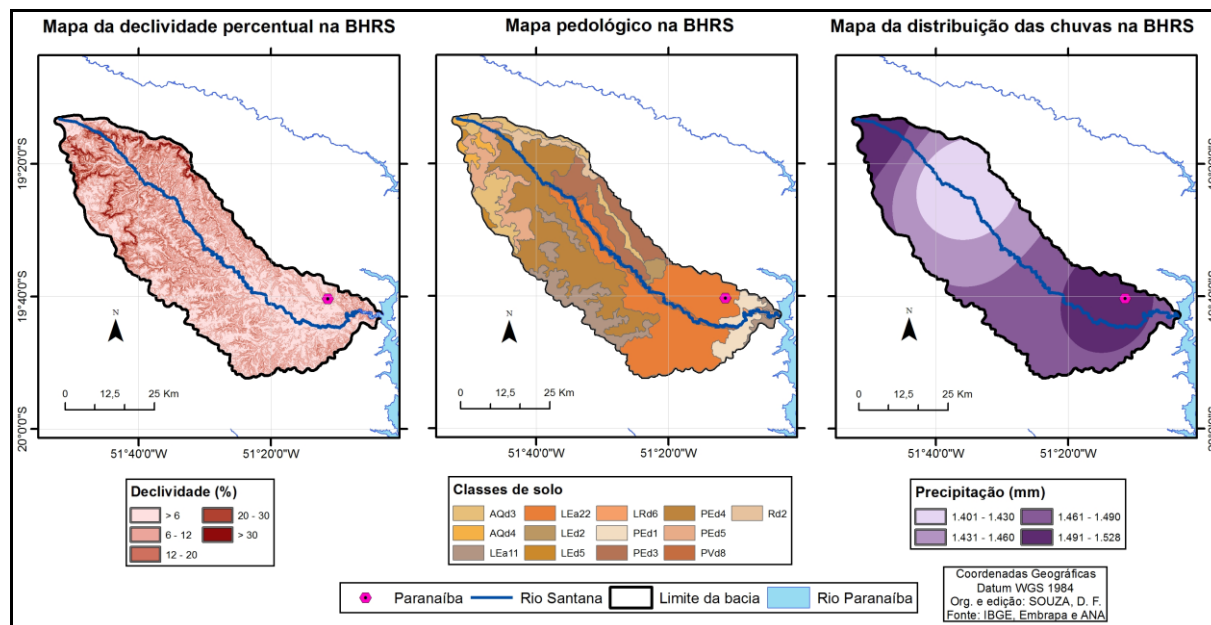 Mapa da declividade percentual na BHRS
Mapa pedológico na BHRS
Mapa da distribuição das chuvas na BHRS
19°20'0"S
19°40'0"S
20°0'0"S
N
0 12,5 25 Km
51°40'0"W 51°20'0"W
N
0 12,5 25 Km
51°40'0"W 51°20'0"W
N
0 12,5 25 Km
51°40'0"W 51°20'0"W
19°40'0"S
Declividade (%)
> 6 20 - 30
6 - 12 > 30
12 - 20
Classes de solo
AQd3 LEa22 LRd6 PEd4 Rd2
AQd4 LEd2 PEd1 PEd5
LEa11 LEd5 PEd3 PVd8
Precipitação (mm)
1.401 - 1.430 1.461 - 1.490
1.431 - 1.460 1.491 - 1.528
Paranaíba Rio Santana Limite da bacia Rio Paranaíba
Coordenadas Geográficas
Datum WGS 1984
Org. e edição: SOUZA, D. F.
Fonte: IBGE, Embrapa e ANA